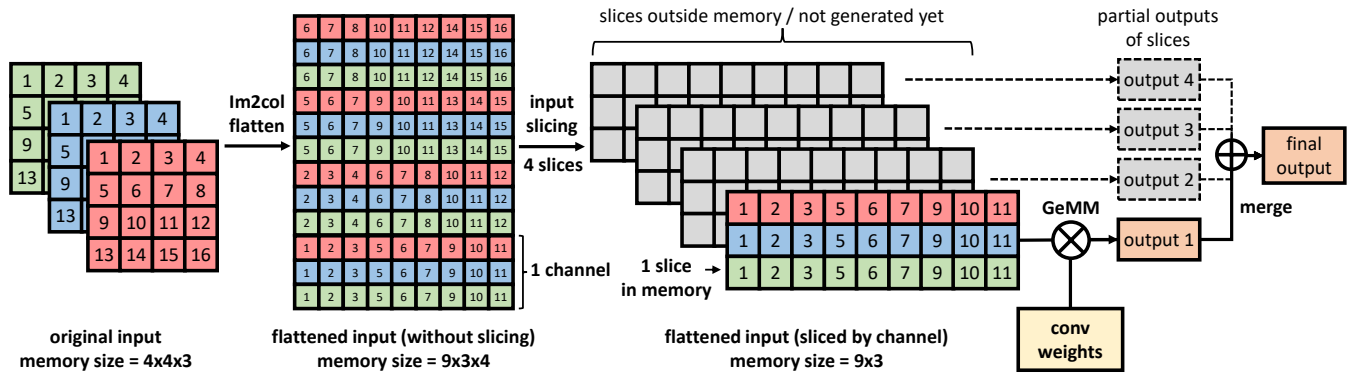 1 2 3 4
5
9
13
1 2 3 4
5
9
13
1 2 3 4
5 6 7 8
9 10 11 12
13 14 15 16
original input
memory size = 4x4x3
Im2col
flatten
6 7 8 10 11 12 14 15 16
6 7 8 10 11 12 14 15 16
6 7 8 10 11 12 14 15 16
5 6 7 9 10 11 13 14 15
5 6 7 9 10 11 13 14 15
5 6 7 9 10 11 13 14 15
2 3 4 6 7 8 10 11 12
2 3 4 6 7 8 10 11 12
2 3 4 6 7 8 10 11 12
1 2 3 5 6 7 9 10 11
1 2 3 5 6 7 9 10 11
1 2 3 5 6 7 9 10 11
1 channel
flattened input (without slicing)
memory size = 9x3x4
input
slicing
4 slices
slices outside memory / not generated yet
1 2 3 5 6 7 9 10 11
1 2 3 5 6 7 9 10 11
1 2 3 5 6 7 9 10 11
1 slice
in memory
flattened input (sliced by channel)
memory size = 9x3
GeMM
conv
weights
partial outputs
of slices
output 4
output 3
output 2
output 1
merge
final
output